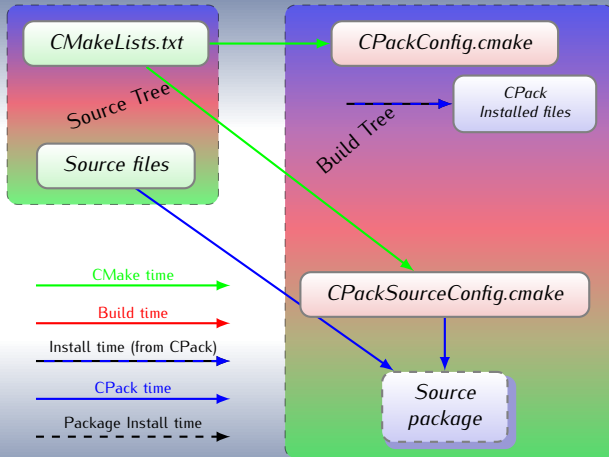 CMakeLists.txt
CPackConfig.cmake
Source Tree
CPack
Installed files
Build Tree
Source files
CMake time
CPackSourceConfig.cmake
Build time
Install time (from CPack)
CPack time
Source
package
Package Install time